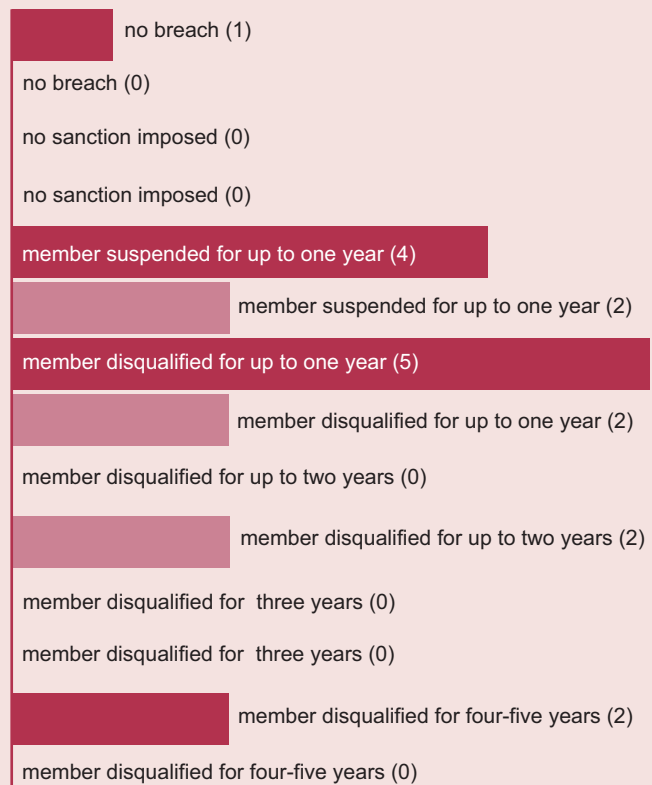 no breach (1)
no breach (0)
no sanction imposed (0)
no sanction imposed (0)
member suspended for up to one year (4)
member suspended for up to one year (2)
member disqualified for up to one year (5)
member disqualified for up to one year (2)
member disqualified for up to two years (0)
member disqualified for up to two years (2)
member disqualified for  three years (0)
member disqualified for  three years (0)
member disqualified for four-five years (2)
member disqualified for four-five years (0)